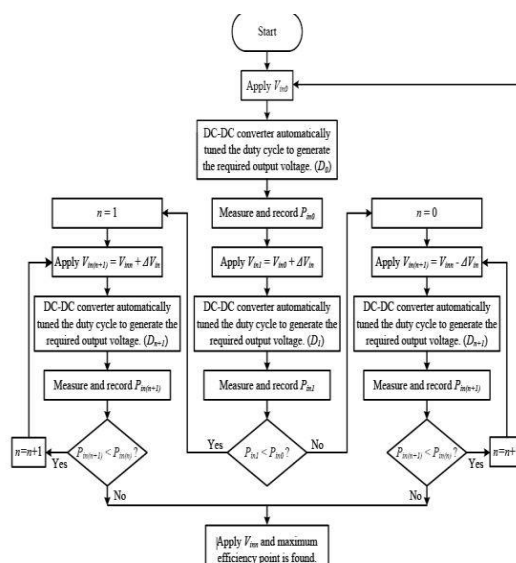 Start
Apply V_in0
DC-DC converter automatically
tuned the duty cycle to generate
the required output voltage. (D_0)
Measure and record P_in0
n = 1
Apply V_in(n+1) = V_inn + ΔV_in
DC-DC converter automatically
tuned the duty cycle to generate the
required output voltage. (D_n+1)
Measure and record P_in(n+1)
P_in(n+1) < P_in(n) ?
n=n+1
Yes
No
Apply V_in1 = V_in0 + ΔV_in
DC-DC converter automatically
tuned the duty cycle to generate the
required output voltage. (D_1)
Measure and record P_in1
P_in1 < P_in0 ?
Yes
No
n = 0
Apply V_in(n+1) = V_inn - ΔV_in
DC-DC converter automatically
tuned the duty cycle to generate the
required output voltage. (D_n+1)
Measure and record P_in(n+1)
P_in(n+1) < P_in(n) ?
Yes
n=n+
No
Apply V_inn and maximum
efficiency point is found.